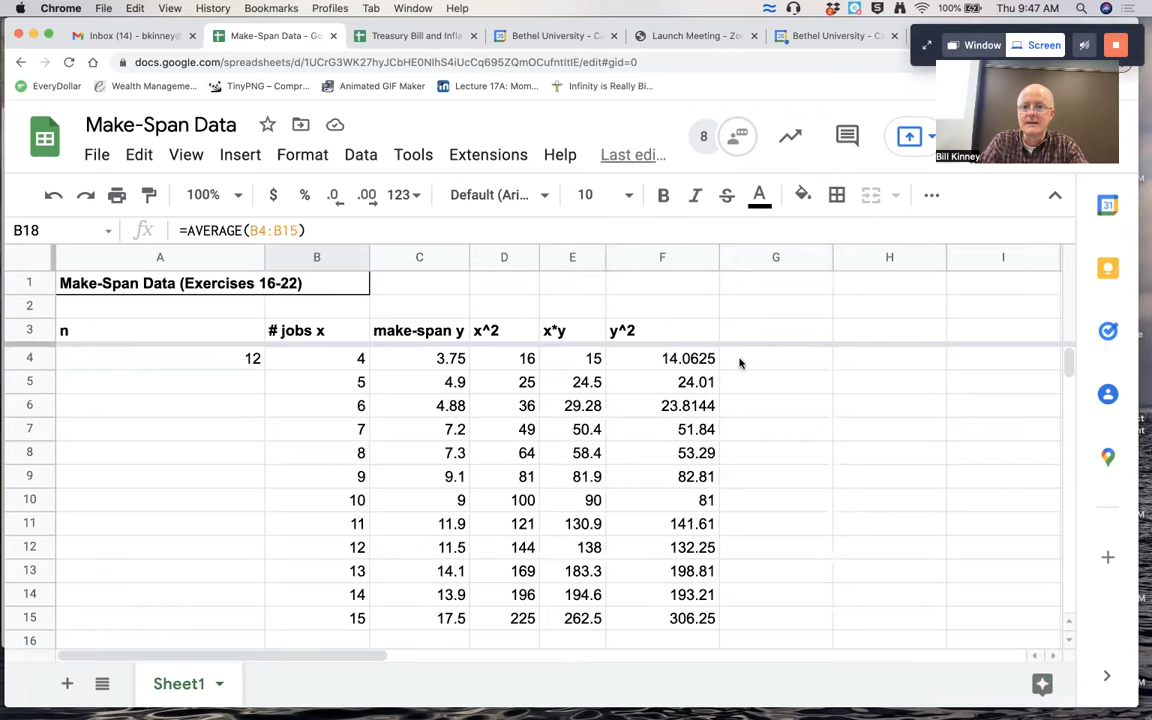 Chrome File Edit View History Bookmarks Profiles Tab Window Help 100% Thu 9:47 AM
Inbox (14) - bkinney@ Make-Span Data - Go Treasury Bill and Infla Bethel University - Ca Launch Meeting - Zoo Bethel University - Ca Window Screen
docs.google.com/spreadsheets/d/1UCrG3WK27hyJCbHE0NIhS4iUcCq695ZQmOCufntItIE/edit#gid=0
EveryDollar Wealth Manageme... TinyPNG – Compr... Animated GIF Maker Lecture 17A: Mom... Infinity is Really Bi...
Make-Span Data 8
File Edit View Insert Format Data Tools Extensions Help Last edi...
Bill Kinney
100% $ % .0 .00 123 Default (Ari... 10 B I S A ...
B18 fx =AVERAGE(B4:B15)
A B C D E F G H I
1 Make-Span Data (Exercises 16-22)
2
3 n # jobs x make-span y x^2 x*y y^2
4 12 4 3.75 16 15 14.0625
5 5 4.9 25 24.5 24.01
6 6 4.88 36 29.28 23.8144
7 7 7.2 49 50.4 51.84
8 8 7.3 64 58.4 53.29
9 9 9.1 81 81.9 82.81
10 10 9 100 90 81
11 11 11.9 121 130.9 141.61
12 12 11.5 144 138 132.25
13 13 14.1 169 183.3 198.81
14 14 13.9 196 194.6 193.21
15 15 17.5 225 262.5 306.25
16
Sheet1